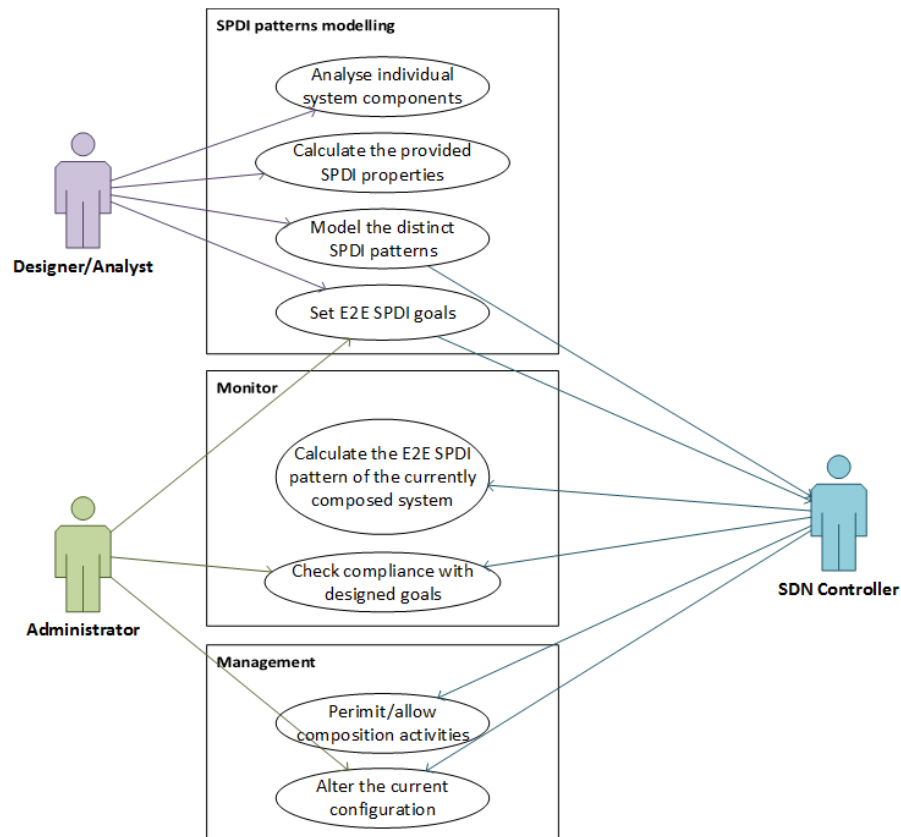 SPDI patterns modelling
Analyse individual
system components
Calculate the provided
SPDI properties
Model the distinct
SPDI patterns
Set E2E SPDI goals
Designer/Analyst
Monitor
Calculate the E2E SPDI
pattern of the currently
composed system
Check compliance with
designed goals
Administrator
SDN Controller
Management
Perimit/allow
composition activities
Alter the current
configuration